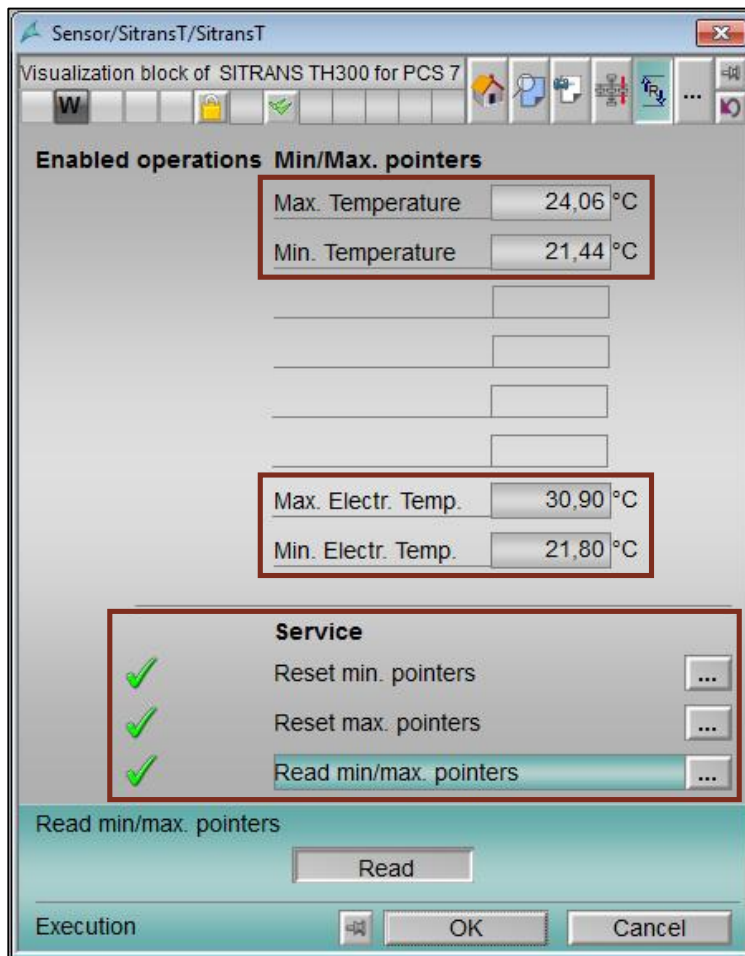 Sensor/SitransT/SitransT
Visualization block of SITRANS TH300 for PCS 7
W
...
Enabled operations Min/Max. pointers
Max. Temperature 24,06 °C
Min. Temperature 21,44 °C
Max. Electr. Temp. 30,90 °C
Min. Electr. Temp. 21,80 °C
Service
Reset min. pointers ...
Reset max. pointers ...
Read min/max. pointers ...
Read min/max. pointers
Read
Execution OK Cancel